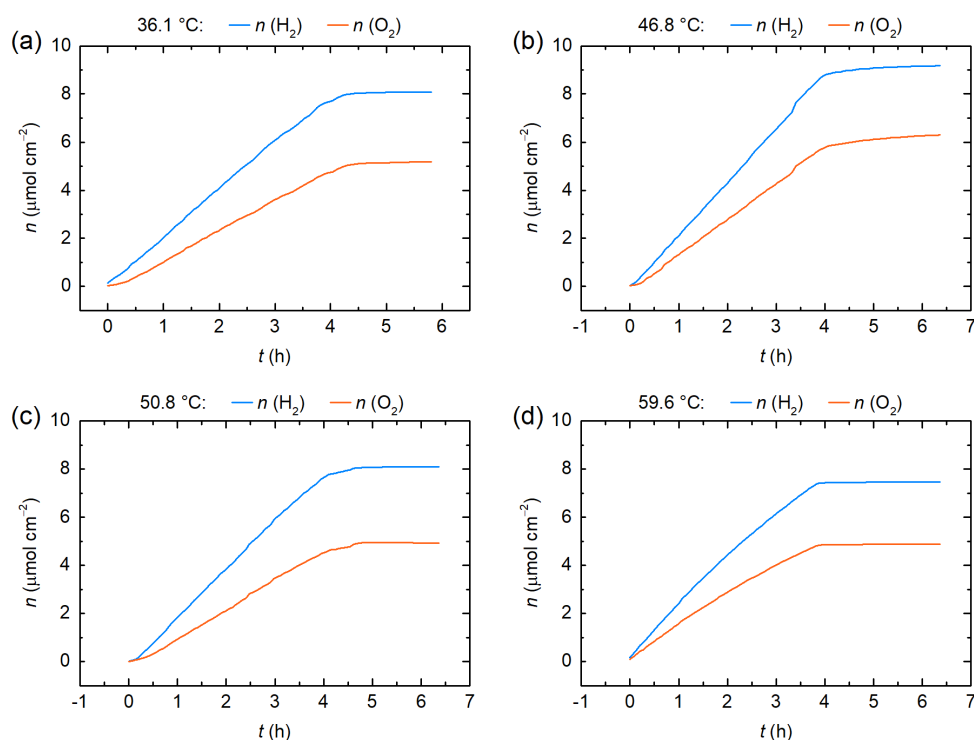 (a) 36.1 °C: n (H₂) n (O₂)
10
8
6
4
2
0
n (µmol cm⁻²)
0 1 2 3 4 5 6
t (h)
(b) 46.8 °C: n (H₂) n (O₂)
10
8
6
4
2
0
n (µmol cm⁻²)
-1 0 1 2 3 4 5 6 7
t (h)
(c) 50.8 °C: n (H₂) n (O₂)
10
8
6
4
2
0
n (µmol cm⁻²)
-1 0 1 2 3 4 5 6 7
t (h)
(d) 59.6 °C: n (H₂) n (O₂)
10
8
6
4
2
0
n (µmol cm⁻²)
-1 0 1 2 3 4 5 6 7
t (h)